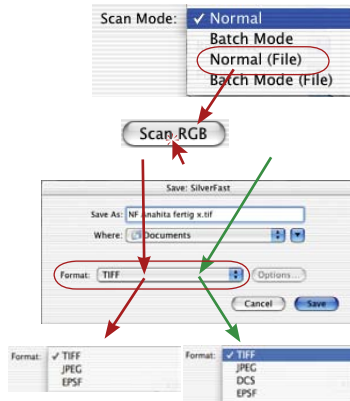 Scan Mode: ✓ Normal
Batch Mode
Normal (File)
Batch Mode (File)
Scan RGB
Save: SilverFast
Save As: NF Anahita fertig x.tif
Where: Documents
Format: TIFF Options...
Cancel Save
Format: ✓ TIFF
JPEG
EPSF
Format: ✓ TIFF
JPEG
DCS
EPSF